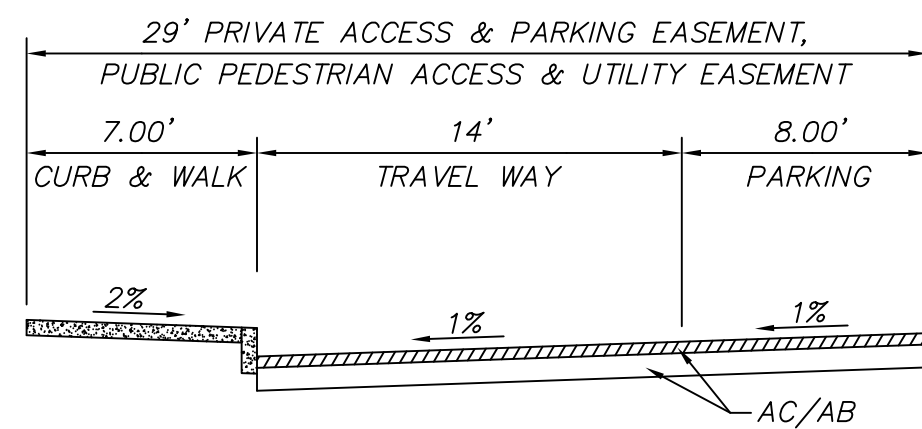 29' PRIVATE ACCESS & PARKING EASEMENT,
PUBLIC PEDESTRIAN ACCESS & UTILITY EASEMENT
7.00'
14'
8.00'
CURB & WALK
TRAVEL WAY
PARKING
2%
1%
1%
AC/AB